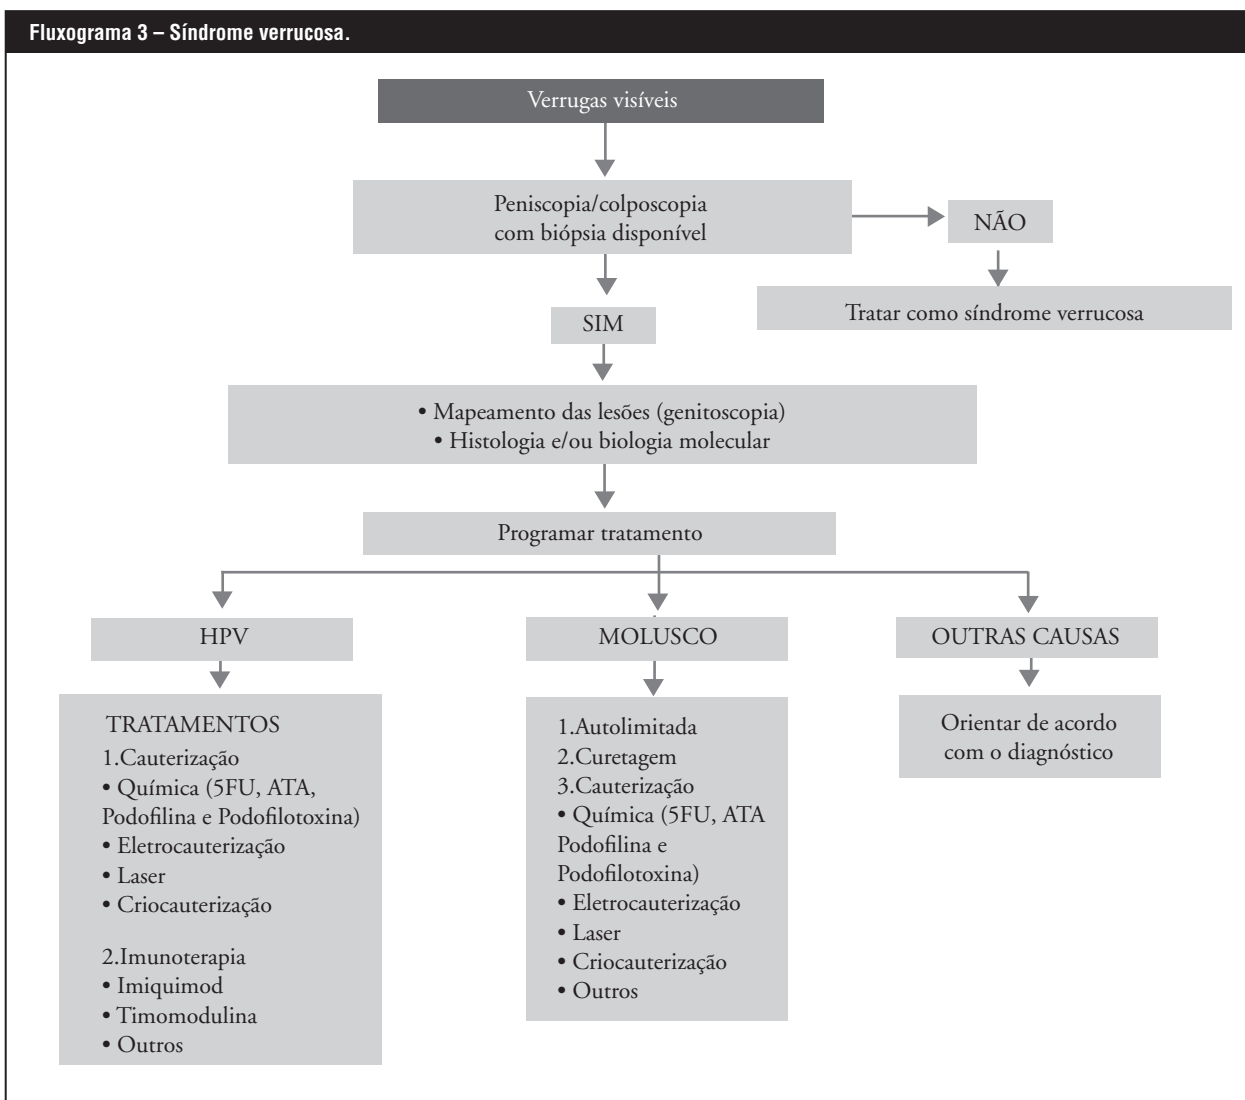 Fluxograma 3 – Síndrome verrucosa.
Verrugas visíveis
Peniscopia/colposcopia
com biópsia disponível
NÃO
Tratar como síndrome verrucosa
SIM
• Mapeamento das lesões (genitoscopia)
• Histologia e/ou biologia molecular
Programar tratamento
HPV
TRATAMENTOS
1.Cauterização
• Química (5FU, ATA,
Podofilina e Podofilotoxina)
• Eletrocauterização
• Laser
• Criocauterização
2.Imunoterapia
• Imiquimod
• Timomodulina
• Outros
MOLUSCO
1.Autolimitada
2.Curetagem
3.Cauterização
• Química (5FU, ATA
Podofilina e
Podofilotoxina)
• Eletrocauterização
• Laser
• Criocauterização
• Outros
OUTRAS CAUSAS
Orientar de acordo
com o diagnóstico